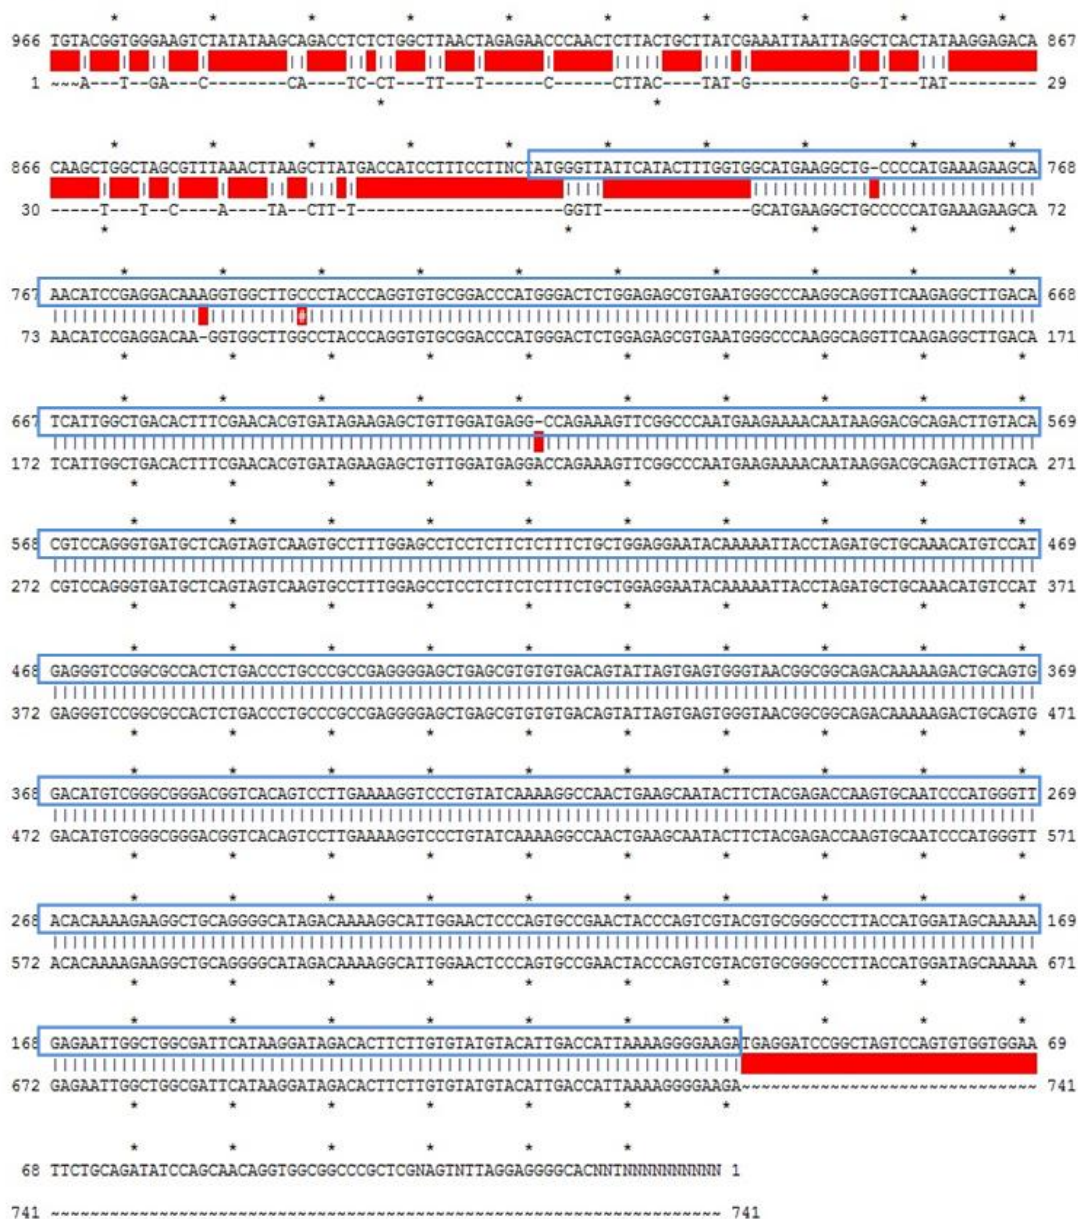 966 TGTACGGTGGGAAGTCTATATAAGCAGACCTCTCTGGCTTAACTAGAGAACCCAACTCTTACTGCTTATCGAAATTAATTAGGCTCACTATAAGGAGACA 867
1 ~~~A---T--GA---C--------CA----TC-CT---TT---T------C------CTTAC----TAT-G----------G--T---TAT--------- 29
866 CAAGCTGGCTAGCGTTTAAACTTAAGCTTATGACCATCCTTTCCTTNCTATGGGTTATTCATACTTTGGTGGCATGAAGGCTG-CCCCATGAAAGAAGCA 768
30 -----T---T--C----A----TA--CTT-T---------------------GGTT---------------GCATGAAGGCTGCCCCCATGAAAGAAGCA 72
767 AACATCCGAGGACAAAGGTGGCTTGCCCTACCCAGGTGTGCGGACCCATGGGACTCTGGAGAGCGTGAATGGGCCCAAGGCAGGTTCAAGAGGCTTGACA 668
#
73 AACATCCGAGGACAA-GGTGGCTTGGCCTACCCAGGTGTGCGGACCCATGGGACTCTGGAGAGCGTGAATGGGCCCAAGGCAGGTTCAAGAGGCTTGACA 171
667 TCATTGGCTGACACTTTCGAACACGTGATAGAAGAGCTGTTGGATGAGG-CCAGAAAGTTCGGCCCAATGAAGAAAACAATAAGGACGCAGACTTGTACA 569
172 TCATTGGCTGACACTTTCGAACACGTGATAGAAGAGCTGTTGGATGAGGACCAGAAAGTTCGGCCCAATGAAGAAAACAATAAGGACGCAGACTTGTACA 271
568 CGTCCAGGGTGATGCTCAGTAGTCAAGTGCCTTTGGAGCCTCCTCTTCTCTTTCTGCTGGAGGAATACAAAAATTACCTAGATGCTGCAAACATGTCCAT 469
272 CGTCCAGGGTGATGCTCAGTAGTCAAGTGCCTTTGGAGCCTCCTCTTCTCTTTCTGCTGGAGGAATACAAAAATTACCTAGATGCTGCAAACATGTCCAT 371
468 GAGGGTCCGGCGCCACTCTGACCCTGCCCGCCGAGGGGAGCTGAGCGTGTGTGACAGTATTAGTGAGTGGGTAACGGCGGCAGACAAAAAGACTGCAGTG 369
372 GAGGGTCCGGCGCCACTCTGACCCTGCCCGCCGAGGGGAGCTGAGCGTGTGTGACAGTATTAGTGAGTGGGTAACGGCGGCAGACAAAAAGACTGCAGTG 471
368 GACATGTCGGGCGGGACGGTCACAGTCCTTGAAAAGGTCCCTGTATCAAAAGGCCAACTGAAGCAATACTTCTACGAGACCAAGTGCAATCCCATGGGTT 269
472 GACATGTCGGGCGGGACGGTCACAGTCCTTGAAAAGGTCCCTGTATCAAAAGGCCAACTGAAGCAATACTTCTACGAGACCAAGTGCAATCCCATGGGTT 571
268 ACACAAAAGAAGGCTGCAGGGGCATAGACAAAAGGCATTGGAACTCCCAGTGCCGAACTACCCAGTCGTACGTGCGGGCCCTTACCATGGATAGCAAAAA 169
572 ACACAAAAGAAGGCTGCAGGGGCATAGACAAAAGGCATTGGAACTCCCAGTGCCGAACTACCCAGTCGTACGTGCGGGCCCTTACCATGGATAGCAAAAA 671
168 GAGAATTGGCTGGCGATTCATAAGGATAGACACTTCTTGTGTATGTACATTGACCATTAAAAGGGGAAGATGAGGATCCGGCTAGTCCAGTGTGGTGGAA 69
672 GAGAATTGGCTGGCGATTCATAAGGATAGACACTTCTTGTGTATGTACATTGACCATTAAAAGGGGAAGA~~~~~~~~~~~~~~~~~~~~~~~~~~~~~~ 741
68 TTCTGCAGATATCCAGCAACAGGTGGCGGCCCGCTCGNAGTNTTAGGAGGGGCACNNTNNNNNNNNNN 1
741 ~~~~~~~~~~~~~~~~~~~~~~~~~~~~~~~~~~~~~~~~~~~~~~~~~~~~~~~~~~~~~~~~~~~~ 741